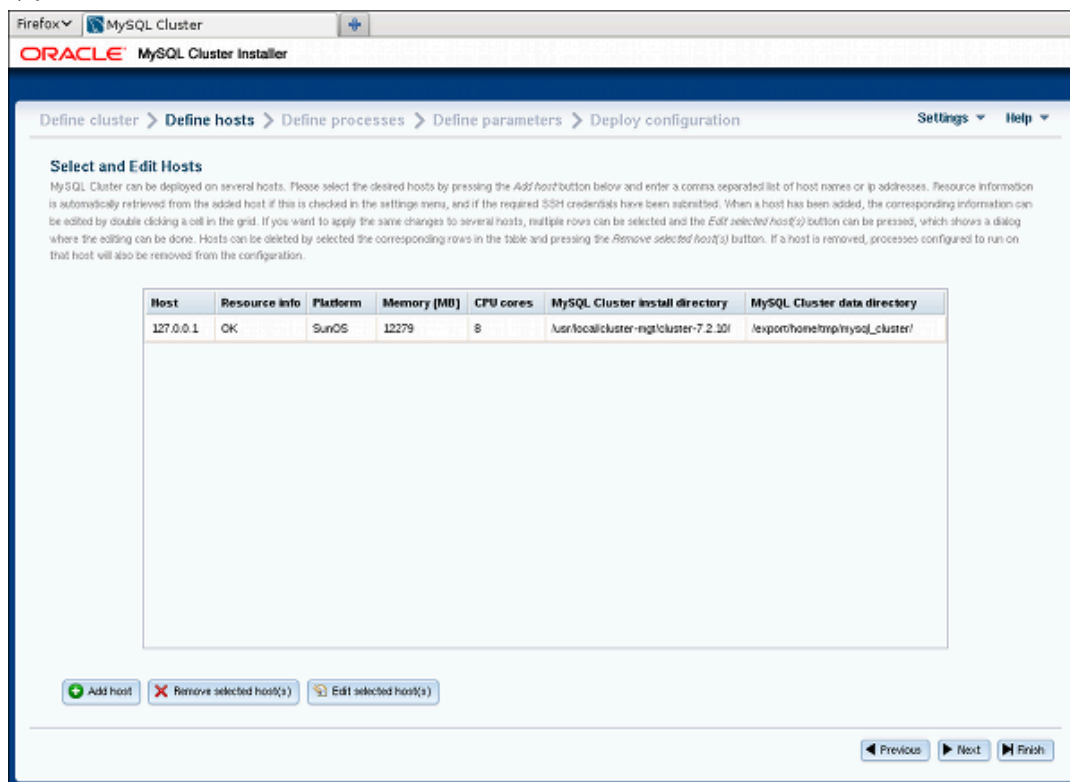 Firefox MySQL Cluster
ORACLE MySQL Cluster Installer
Define cluster > Define hosts > Define processes > Define parameters > Deploy configuration Settings Help
Select and Edit Hosts
MySQL Cluster can be deployed on several hosts. Please select the desired hosts by pressing the Add host button below and enter a comma separated list of host names or ip addresses. Resource information
is automatically retrieved from the added host if this is checked in the settings menu, and if the required SSH credentials have been submitted. When a host has been added, the corresponding information can
be edited by double clicking a cell in the grid. If you want to apply the same changes to several hosts, multiple rows can be selected and the Edit selected host(s) button can be pressed, which shows a dialog
where the editing can be done. Hosts can be deleted by selected the corresponding rows in the table and pressing the Remove selected host(s) button. If a host is removed, processes configured to run on
that host will also be removed from the configuration.
Host Resource info Platform Memory [MB] CPU cores MySQL Cluster install directory MySQL Cluster data directory
127.0.0.1 OK SunOS 12279 8 /usr/local/cluster-mgt/cluster-7.2.10/ /export/home/tmp/mysql_cluster/
Add host Remove selected host(s) Edit selected host(s)
Previous Next Finish